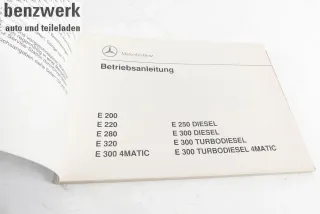 benzwerk
auto und teileladen
Mercedes-Benz
Betriebsanleitung
E 200
E 220
E 280
E 320
E 300 4MATIC
E 250 DIESEL
E 300 DIESEL
E 300 TURBODIESEL
E 300 TURBODIESEL 4MATIC